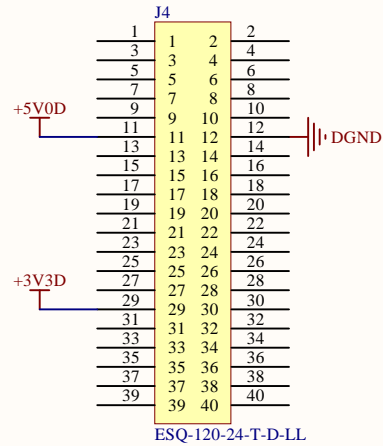 J4
1 1 2 2
3 3 4 4
5 5 6 6
7 7 8 8
+5V0D
9 9 10 10
11 11 12 12 DGND
13 13 14 14
15 15 16 16
17 17 18 18
19 19 20 20
21 21 22 22
23 23 24 24
25 25 26 26
+3V3D
27 27 28 28
29 29 30 30
31 31 32 32
33 33 34 34
35 35 36 36
37 37 38 38
39 39 40 40
ESQ-120-24-T-D-LL